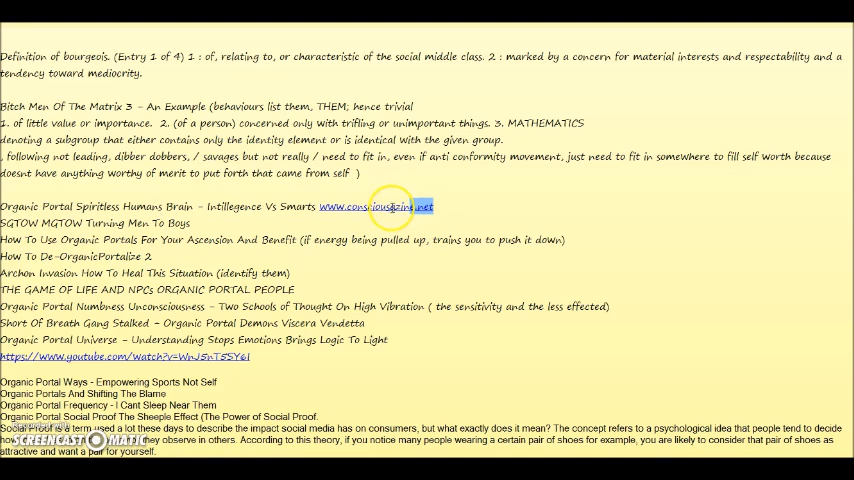 Definition of bourgeois. (Entry 1 of 4) 1 : of, relating to, or characteristic of the social middle class. 2 : marked by a concern for material interests and respectability and a
tendency toward mediocrity.
Bitch Men Of The Matrix 3 - An Example (behaviours list them, THEM; hence trivial
1. of little value or importance. 2. (of a person) concerned only with trifling or unimportant things. 3. MATHEMATICS
denoting a subgroup that either contains only the identity element or is identical with the given group.
, following not leading, dibber dobbers, / savages but not really / need to fit in, even if anti conformity movement, just need to fit in somewhere to fill self worth because
doesnt have anything worthy of merit to put forth that came from self )
Organic Portal Spiritless Humans Brain - Intillegence Vs Smarts www.consciouszine.net
SGTOW MGTOW Turning Men To Boys
How To Use Organic Portals For Your Ascension And Benefit (if energy being pulled up, trains you to push it down)
How To De-OrganicPortalize 2
Archon Invasion How To Heal This Situation (identify them)
THE GAME OF LIFE AND NPCs ORGANIC PORTAL PEOPLE
Organic Portal Numbness Unconsciousness - Two Schools of Thought On High Vibration ( the sensitivity and the less effected)
Short Of Breath Gang Stalked - Organic Portal Demons Viscera Vendetta
Organic Portal Universe - Understanding Stops Emotions Brings Logic To Light
https://www.youtube.com/watch?v=WnJ5nT5SY6I
Organic Portal Ways - Empowering Sports Not Self
Organic Portals And Shifting The Blame
Organic Portal Frequency - I Cant Sleep Near Them
Organic Portal Social Proof The Sheeple Effect (The Power of Social Proof.
Social Proof is a term used a lot these days to describe the impact social media has on consumers, but what exactly does it mean? The concept refers to a psychological idea that people tend to decide
they observe in others. According to this theory, if you notice many people wearing a certain pair of shoes for example, you are likely to consider that pair of shoes as
SCREENCAST-O-MATIC
attractive and want a pair for yourself.